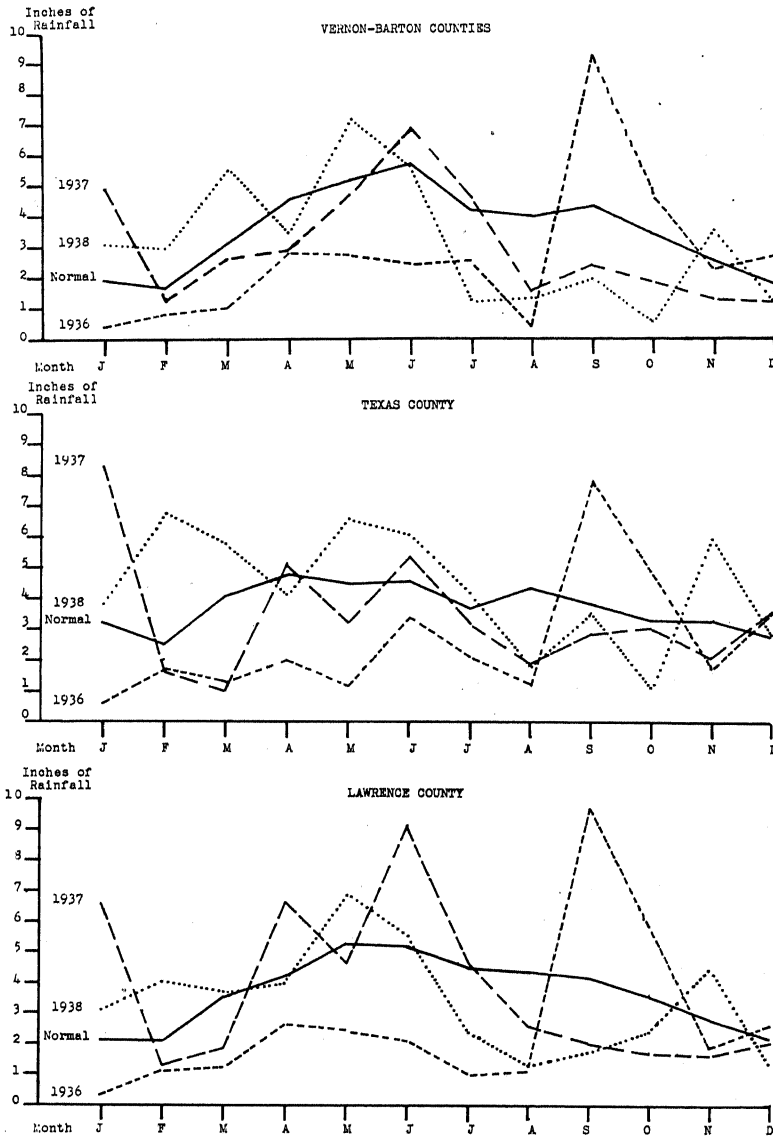 Inches of
Rainfall
VERNON-BARTON COUNTIES
10
9
8
7
6
5
4
3
2
1
0
1937
1938
Normal
1936
Month J F M A M J J A S O N D
Inches of
Rainfall
TEXAS COUNTY
10
9
8
7
6
5
4
3
2
1
0
1937
1938
Normal
1936
Month J F M A M J J A S O N D
Inches of
Rainfall
LAWRENCE COUNTY
10
9
8
7
6
5
4
3
2
1
0
1937
1938
Normal
1936
Month J F M A M J J A S O N D